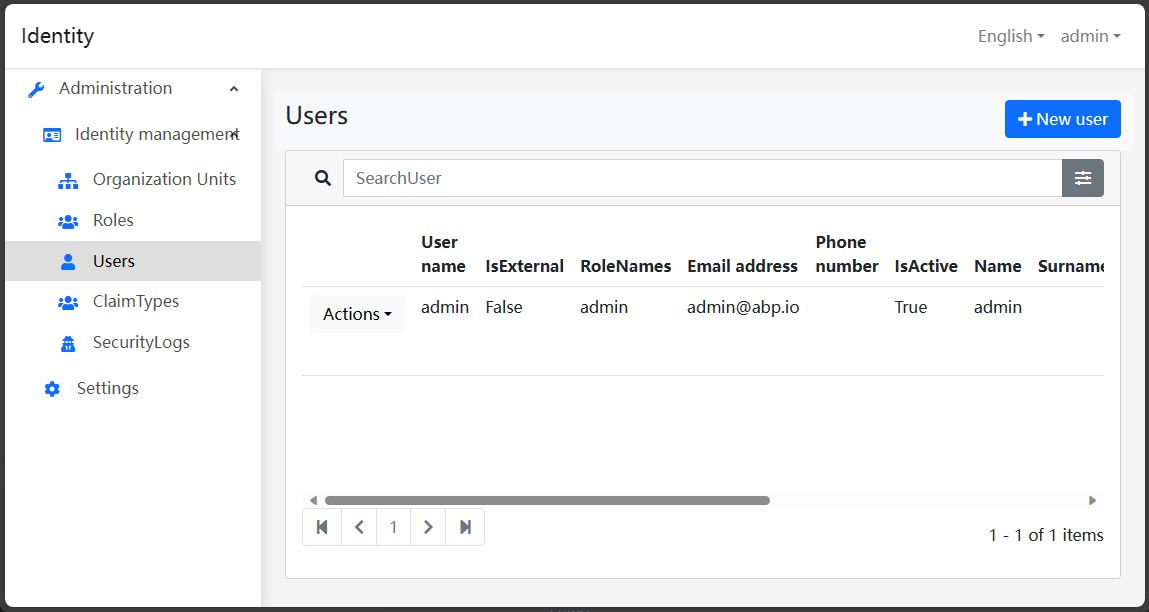 Identity
English
admin
Administration
Identity management
Organization Units
Roles
Users
ClaimTypes
SecurityLogs
Settings
Users
New user
SearchUser
User name IsExternal RoleNames Email address Phone number IsActive Name Surname
Actions admin False admin admin@abp.io True admin
1
1 - 1 of 1 items